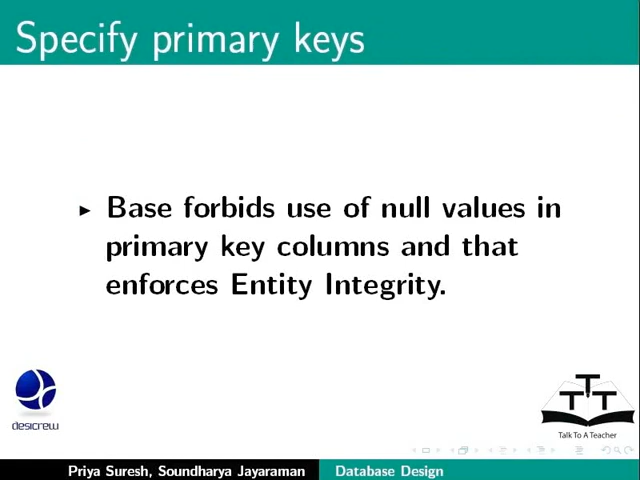 Specify primary keys
Base forbids use of null values in
primary key columns and that
enforces Entity Integrity.
desicrew
T T T
Talk To A Teacher
Priya Suresh, Soundharya Jayaraman Database Design